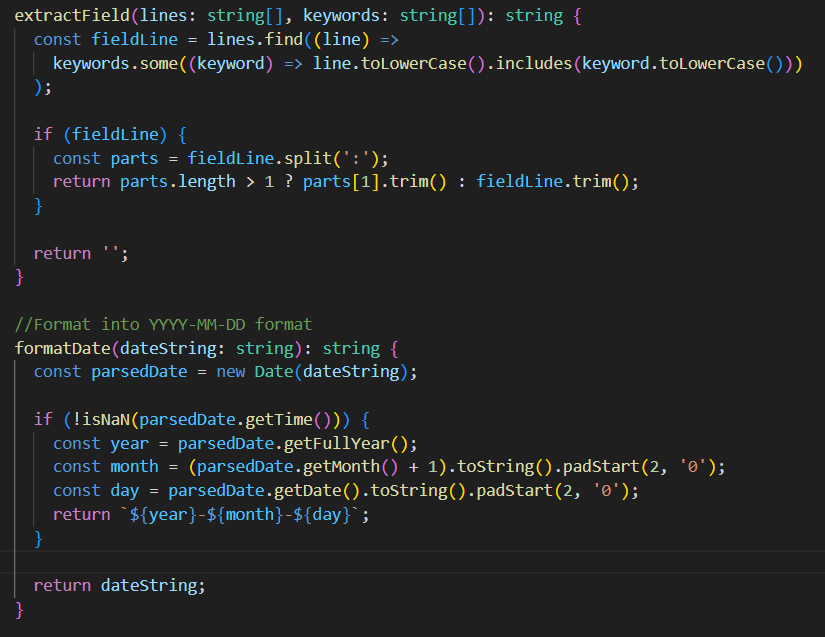 extractField(lines: string[], keywords: string[]): string {
  const fieldLine = lines.find((line) =>
    keywords.some((keyword) => line.toLowerCase().includes(keyword.toLowerCase()))
  );

  if (fieldLine) {
    const parts = fieldLine.split(':');
    return parts.length > 1 ? parts[1].trim() : fieldLine.trim();
  }

  return '';
}

//Format into YYYY-MM-DD format
formatDate(dateString: string): string {
  const parsedDate = new Date(dateString);

  if (!isNaN(parsedDate.getTime())) {
    const year = parsedDate.getFullYear();
    const month = (parsedDate.getMonth() + 1).toString().padStart(2, '0');
    const day = parsedDate.getDate().toString().padStart(2, '0');
    return `${year}-${month}-${day}`;
  }

  return dateString;
}